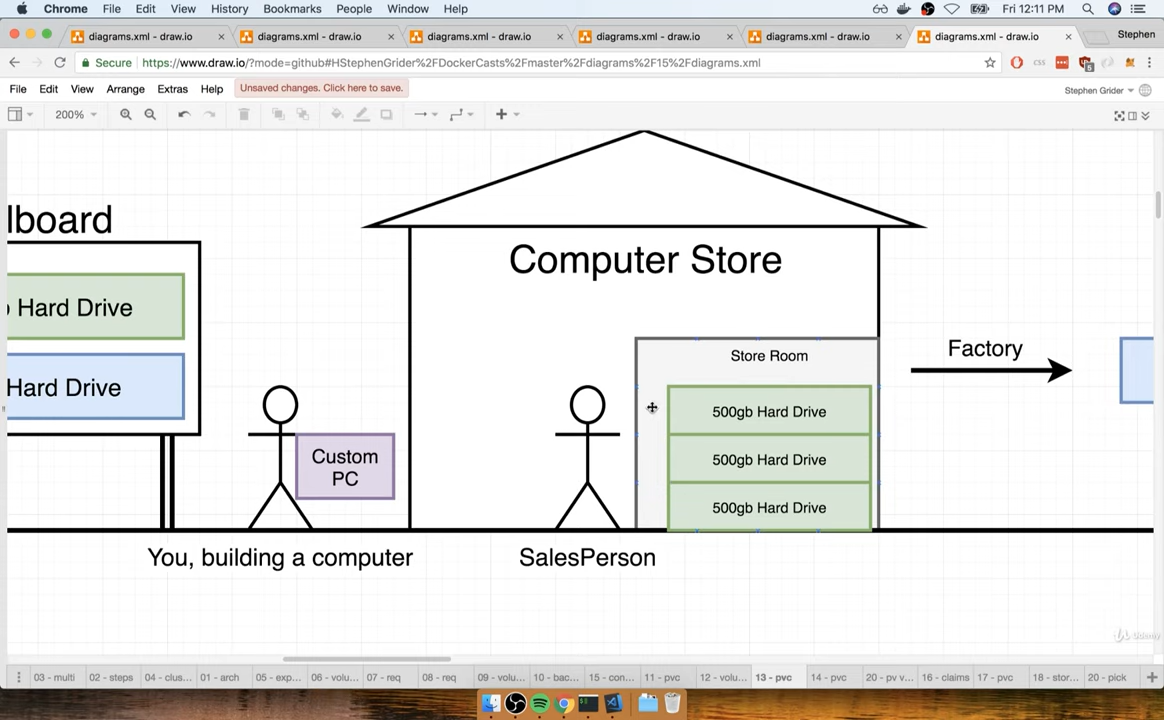 Chrome File Edit View History Bookmarks People Window Help Fri 12:11 PM
diagrams.xml - draw.io diagrams.xml - draw.io diagrams.xml - draw.io diagrams.xml - draw.io diagrams.xml - draw.io diagrams.xml - draw.io Stephen
Secure https://www.draw.io/?mode=github#HStephenGrider%2FDockerCasts%2Fmaster%2Fdiagrams%2F15%2Fdiagrams.xml css 5
File Edit View Arrange Extras Help Unsaved changes. Click here to save. Stephen Grider
200%
lboard
Computer Store
Hard Drive
Factory
Store Room
Hard Drive
500gb Hard Drive
500gb Hard Drive
500gb Hard Drive
Custom
PC
You, building a computer
SalesPerson
Udemy
03 - multi 02 - steps 04 - clus... 01 - arch 05 - exp... 06 - volu... 07 - req 08 - req 09 - volu... 10 - bac... 15 - con... 11 - pvc 12 - volu... 13 - pvc 14 - pvc 20 - pv v... 16 - claims 17 - pvc 18 - stor... 20 - pick